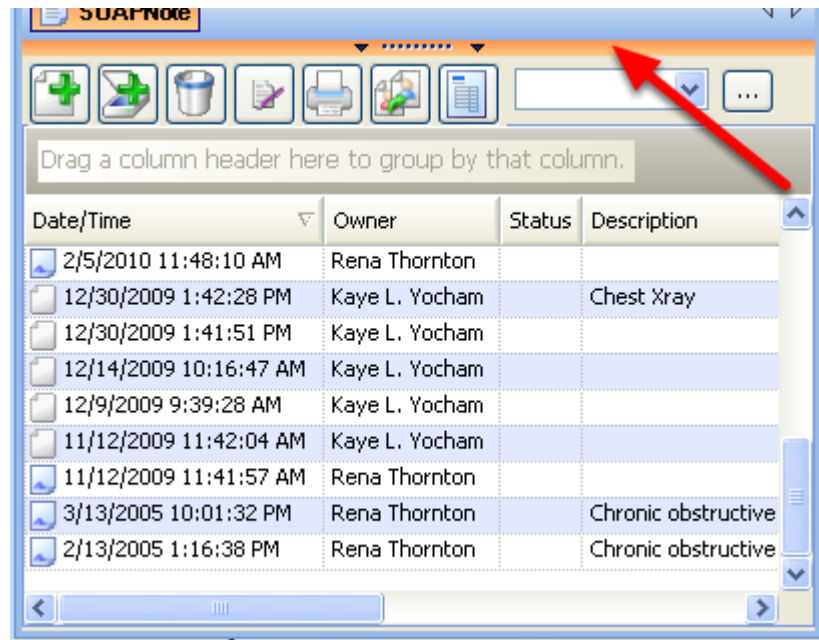 SOAPNote
...
Drag a column header here to group by that column.
Date/Time Owner Status Description
2/5/2010 11:48:10 AM Rena Thornton
12/30/2009 1:42:28 PM Kaye L. Yocham Chest Xray
12/30/2009 1:41:51 PM Kaye L. Yocham
12/14/2009 10:16:47 AM Kaye L. Yocham
12/9/2009 9:39:28 AM Kaye L. Yocham
11/12/2009 11:42:04 AM Kaye L. Yocham
11/12/2009 11:41:57 AM Rena Thornton
3/13/2005 10:01:32 PM Rena Thornton Chronic obstructive
2/13/2005 1:16:38 PM Rena Thornton Chronic obstructive